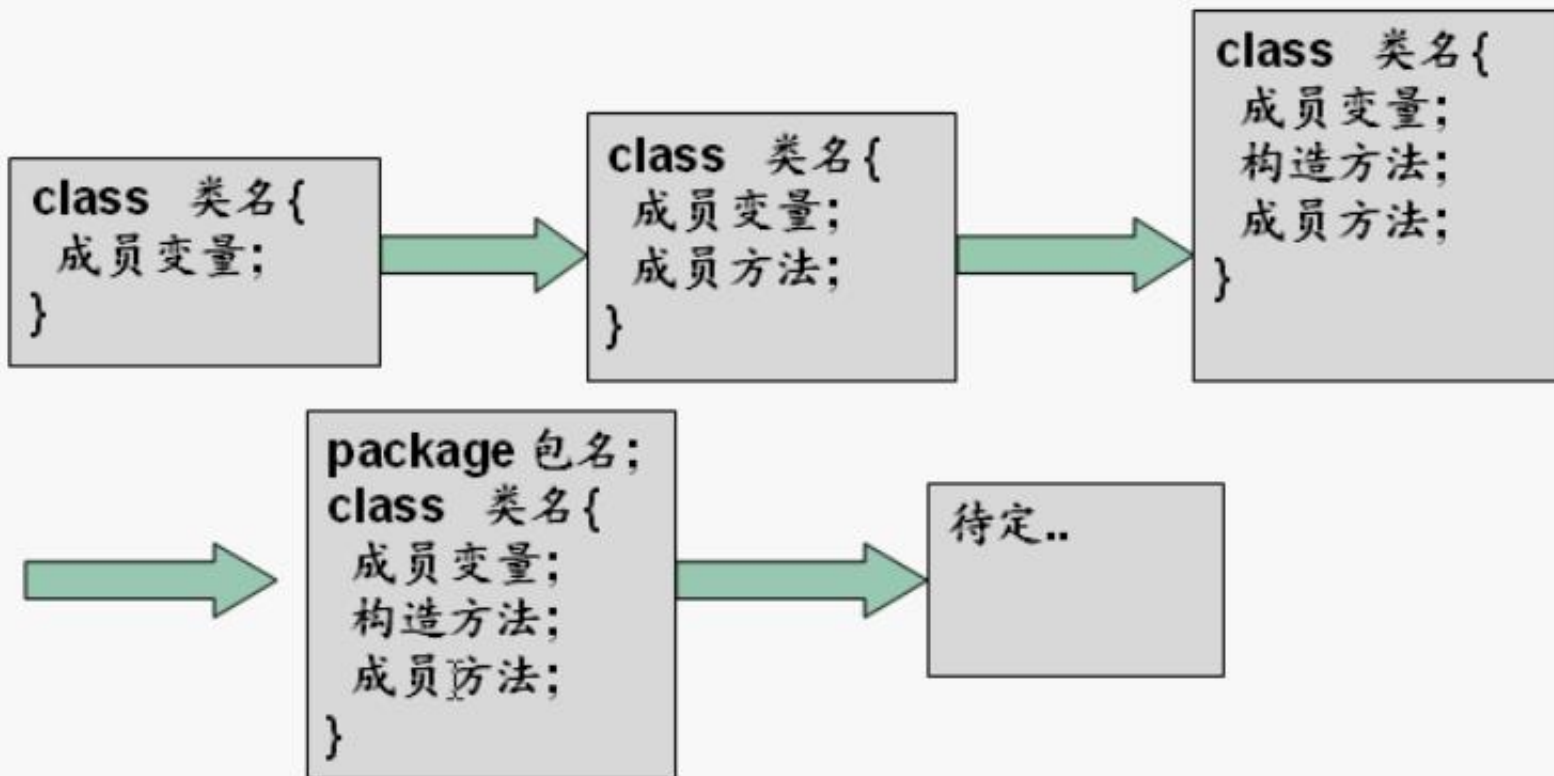 class 类名{
成员变量;
}
class 类名{
成员变量;
成员方法;
}
class 类名{
成员变量;
构造方法;
成员方法;
}
package 包名;
class 类名{
成员变量;
构造方法;
成员方法;
}
待定..